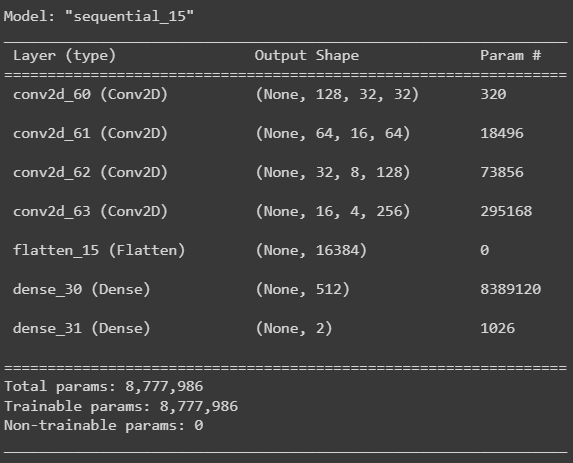 Model: "sequential_15"
Layer (type) Output Shape Param #
conv2d_60 (Conv2D) (None, 128, 32, 32) 320
conv2d_61 (Conv2D) (None, 64, 16, 64) 18496
conv2d_62 (Conv2D) (None, 32, 8, 128) 73856
conv2d_63 (Conv2D) (None, 16, 4, 256) 295168
flatten_15 (Flatten) (None, 16384) 0
dense_30 (Dense) (None, 512) 8389120
dense_31 (Dense) (None, 2) 1026
Total params: 8,777,986
Trainable params: 8,777,986
Non-trainable params: 0